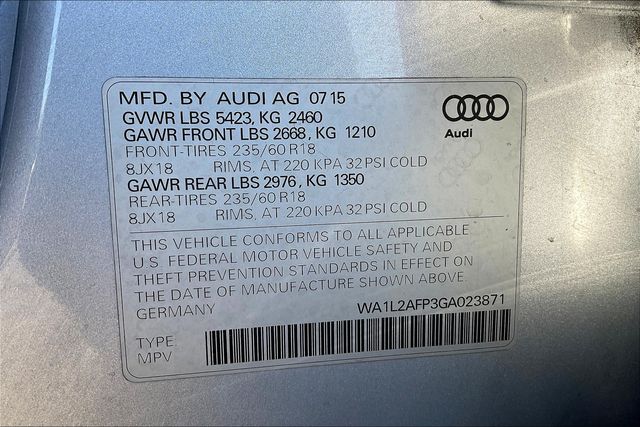 MFD. BY AUDI AG 07 15
GVWR LBS 5423, KG 2460
GAWR FRONT LBS 2668, KG 1210
FRONT-TIRES 235/60 R18
8JX18 RIMS, AT 220 KPA 32 PSI COLD
GAWR REAR LBS 2976, KG 1350
REAR-TIRES 235/60 R18
8JX18 RIMS, AT 220 KPA 32 PSI COLD
Audi
THIS VEHICLE CONFORMS TO ALL APPLICABLE
U.S. FEDERAL MOTOR VEHICLE SAFETY AND
THEFT PREVENTION STANDARDS IN EFFECT ON
THE DATE OF MANUFACTURE SHOWN ABOVE.
GERMANY WA1L2AFP3GA023871
TYPE
MPV